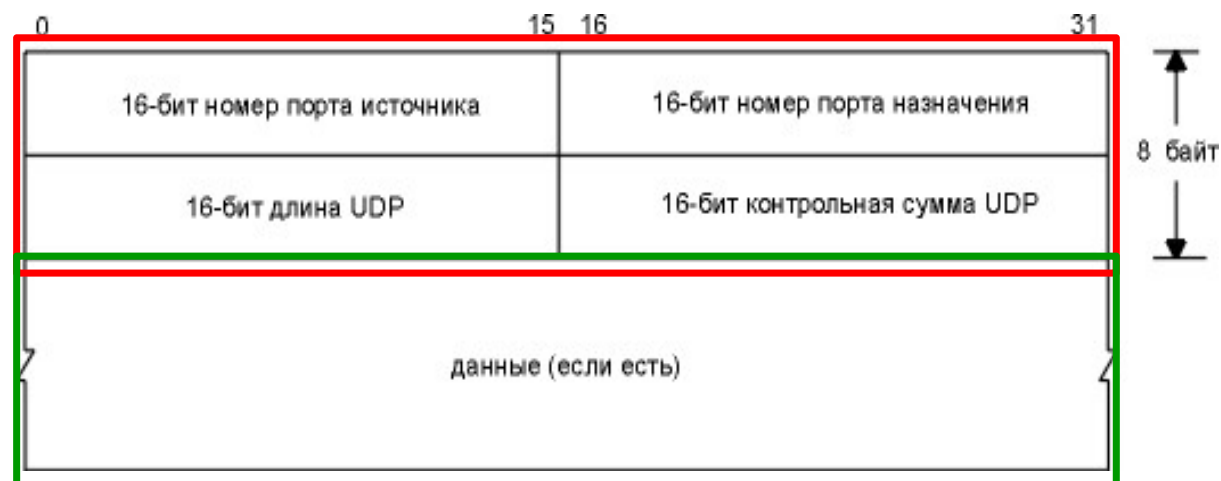 0 15 16 31
16-бит номер порта источника 16-бит номер порта назначения
8 байт
16-бит длина UDP 16-бит контрольная сумма UDP
данные (если есть)